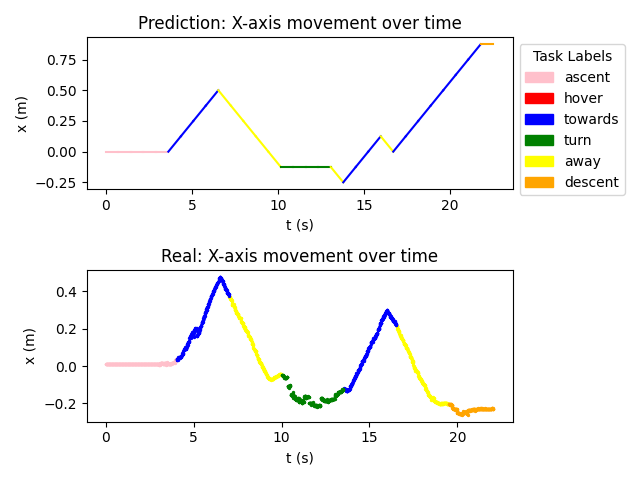 Prediction: X-axis movement over time
0.75
0.50
0.25
0.00
−0.25
x (m)
0 5 10 15 20
t (s)
Task Labels
ascent
hover
towards
turn
away
descent
Real: X-axis movement over time
0.4
0.2
0.0
−0.2
x (m)
0 5 10 15 20
t (s)